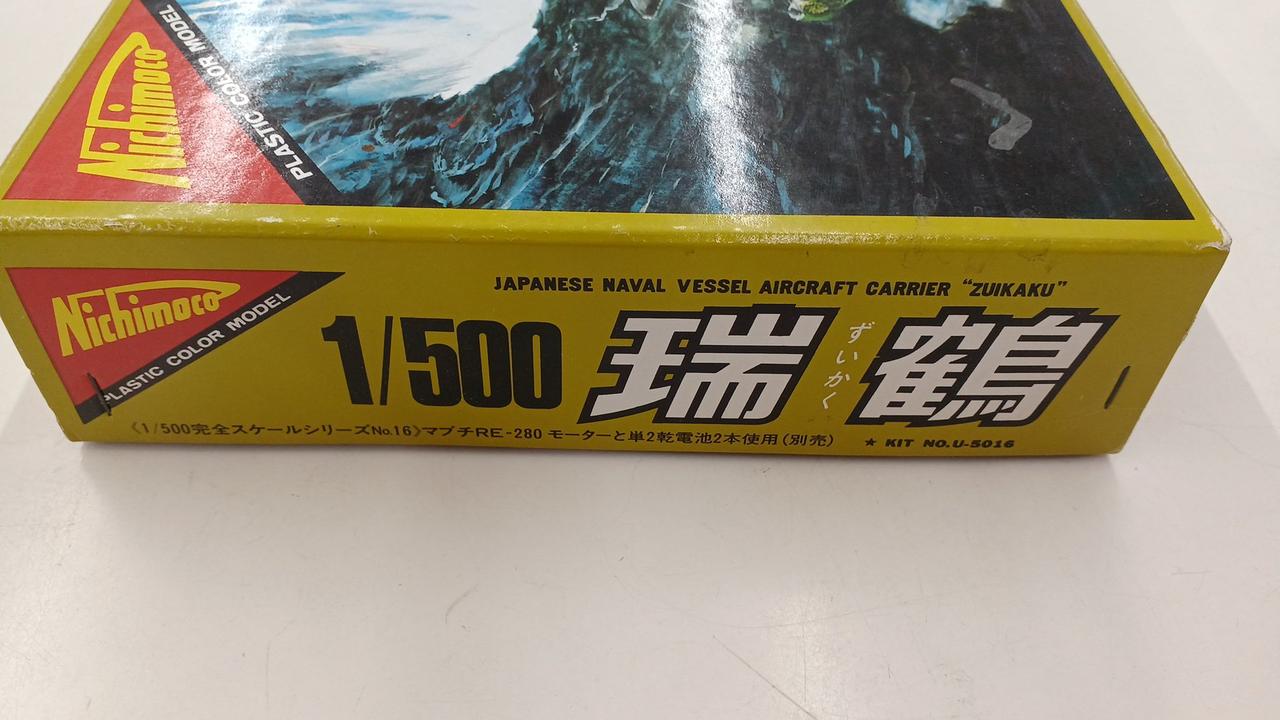 Nichimoco
PLASTIC COLOR MODEL
Nichimoco
PLASTIC COLOR MODEL
JAPANESE NAVAL VESSEL AIRCRAFT CARRIER “ZUIKAKU”
1/500 瑞鶴
ずいかく
《1/500完全スケールシリーズNo.16》マブチRE-280 モーターと単2乾電池2本使用(別売)
★ KIT NO.U-5016